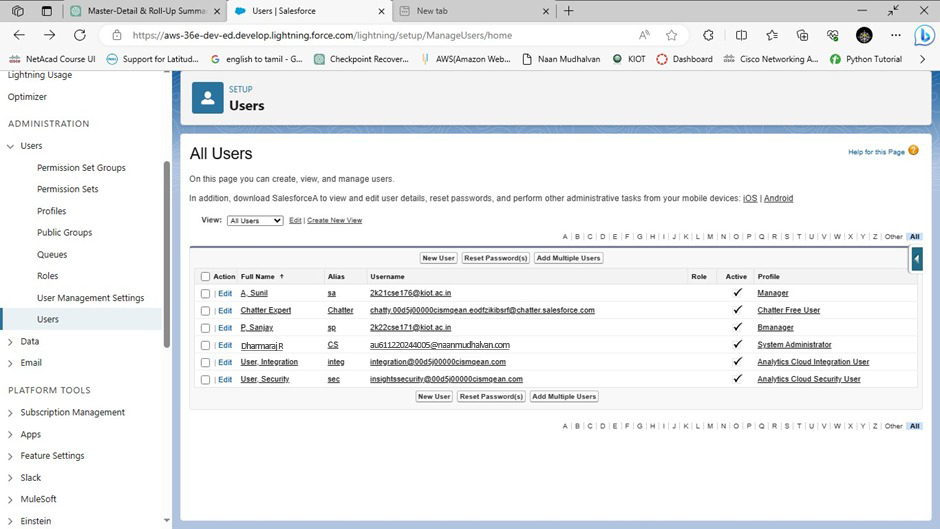 Master-Detail & Roll-Up Summa
Users | Salesforce
New tab
https://aws-36e-dev-ed.develop.lightning.force.com/lightning/setup/ManageUsers/home
NetAcad Course UI
Support for Latitud...
english to tamil - G...
Checkpoint Recover...
AWS(Amazon Web...
Naan Mudhalvan
KIOT
Dashboard
Cisco Networking A...
Python Tutorial
Lightning Usage
Optimizer
ADMINISTRATION
Users
Permission Set Groups
Permission Sets
Profiles
Public Groups
Queues
Roles
User Management Settings
Users
Data
Email
PLATFORM TOOLS
Subscription Management
Apps
Feature Settings
Slack
MuleSoft
Einstein
SETUP
Users
All Users
Help for this Page ?
On this page you can create, view, and manage users.
In addition, download SalesforceA to view and edit user details, reset passwords, and perform other administrative tasks from your mobile devices: iOS | Android
View: All Users Edit | Create New View
A | B | C | D | E | F | G | H | I | J | K | L | M | N | O | P | Q | R | S | T | U | V | W | X | Y | Z | Other All
New User Reset Password(s) Add Multiple Users
Action Full Name ↑ Alias Username Role Active Profile
Edit A, Sunil sa 2k21cse176@kiot.ac.in ✓ Manager
Edit Chatter Expert Chatter chatty.00d5j00000cismqean.eodfzikibsrf@chatter.salesforce.com ✓ Chatter Free User
Edit P, Sanjay sp 2k22cse171@kiot.ac.in ✓ Bmanager
Edit Dharmaraj R CS au611220244005@naanmudhalvan.com ✓ System Administrator
Edit User, Integration integ integration@00d5j00000cismqean.com ✓ Analytics Cloud Integration User
Edit User, Security sec insightssecurity@00d5j00000cismqean.com ✓ Analytics Cloud Security User
New User Reset Password(s) Add Multiple Users
A | B | C | D | E | F | G | H | I | J | K | L | M | N | O | P | Q | R | S | T | U | V | W | X | Y | Z | Other All